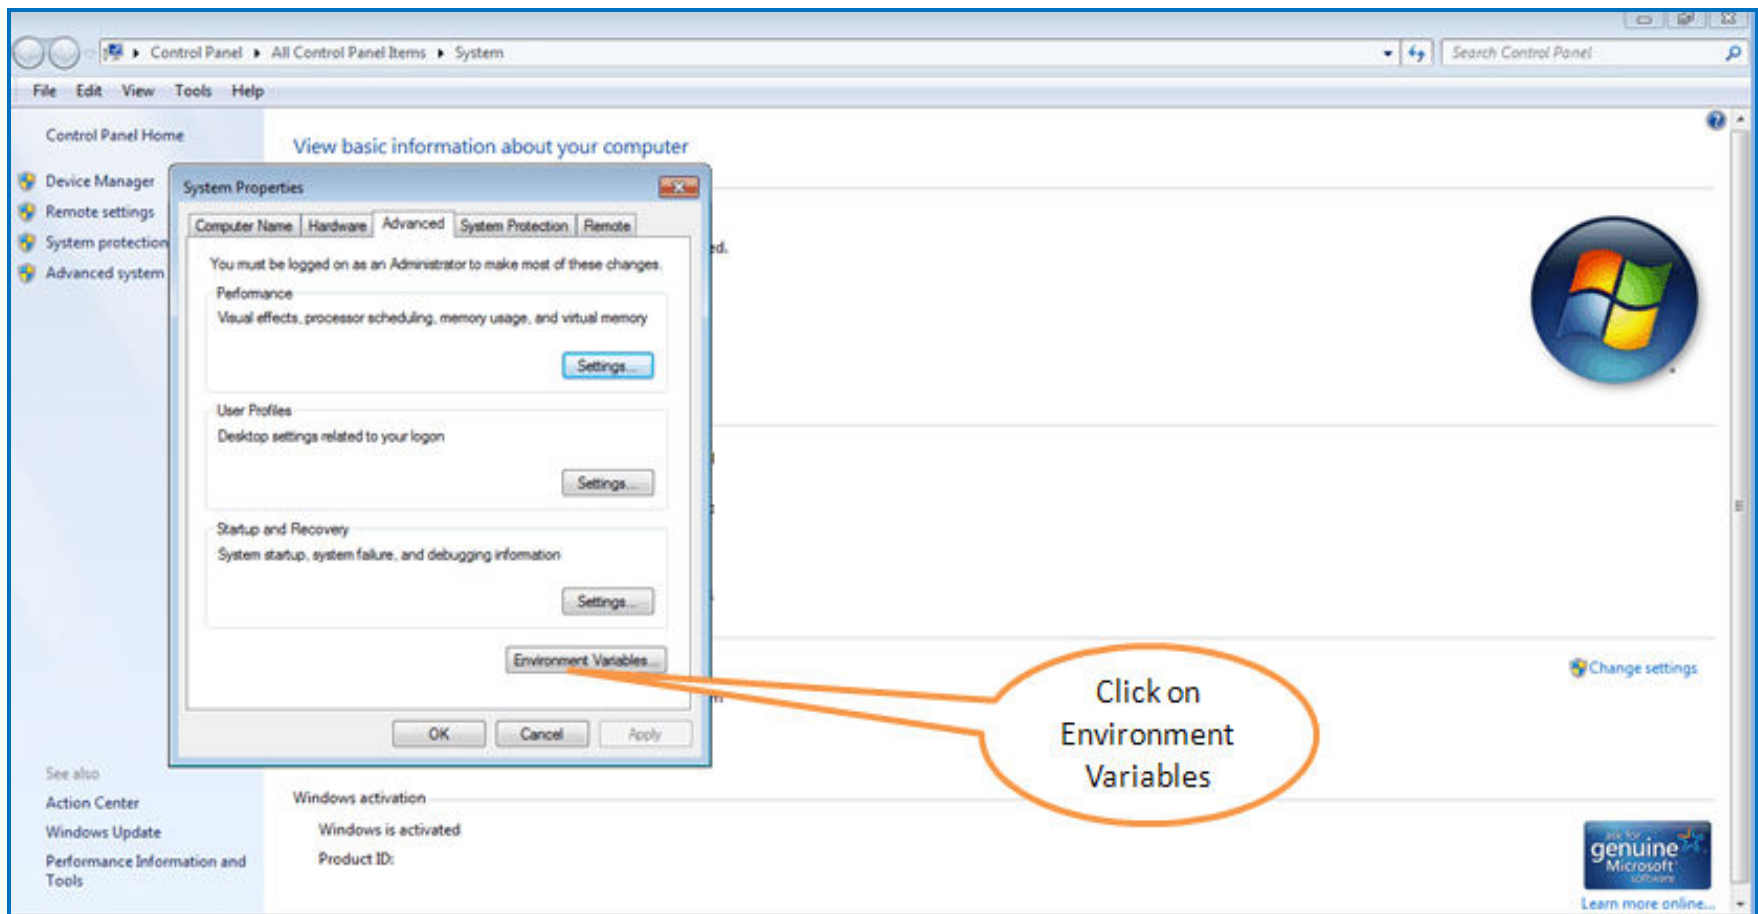 Control Panel ▸ All Control Panel Items ▸ System
Search Control Panel
File Edit View Tools Help
Control Panel Home
Device Manager
Remote settings
System protection
Advanced system
View basic information about your computer
System Properties
Computer Name Hardware Advanced System Protection Remote
You must be logged on as an Administrator to make most of these changes.
Performance
Visual effects, processor scheduling, memory usage, and virtual memory
Settings...
User Profiles
Desktop settings related to your logon
Settings...
Startup and Recovery
System startup, system failure, and debugging information
Settings...
Environment Variables...
OK Cancel Apply
ed.
Change settings
Click on
Environment
Variables
See also
Action Center
Windows Update
Performance Information and
Tools
Windows activation
Windows is activated
Product ID:
ask for
genuine
Microsoft
software
Learn more online...